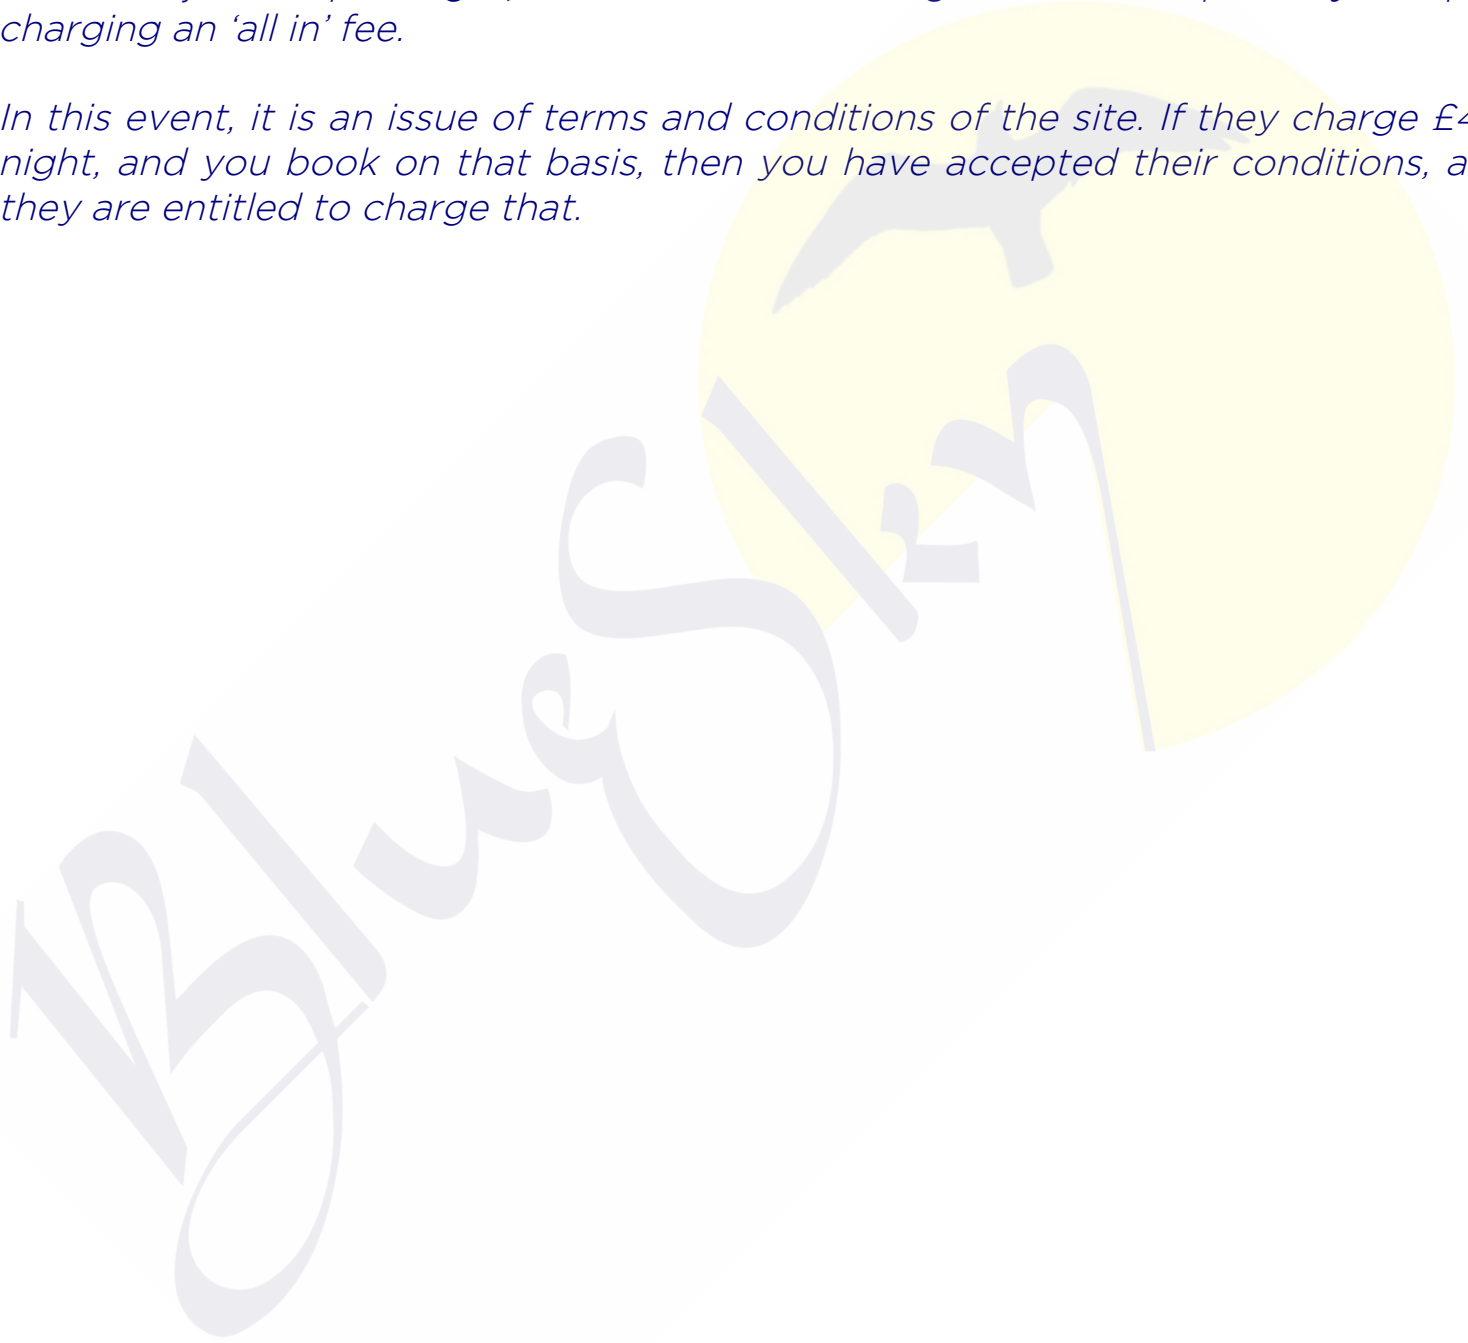 charging an ‘all in’ fee.
In this event, it is an issue of terms and conditions of the site. If they charge £4
night, and you book on that basis, then you have accepted their conditions, a
they are entitled to charge that.
BlueSky